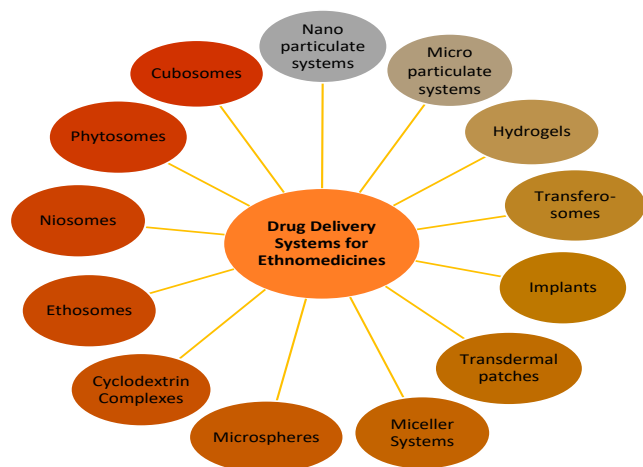 Nano
particulate
systems
Micro
particulate
systems
Hydrogels
Transfero-
somes
Implants
Transdermal
patches
Miceller
Systems
Microspheres
Cyclodextrin
Complexes
Ethosomes
Niosomes
Phytosomes
Cubosomes
Drug Delivery
Systems for
Ethnomedicines